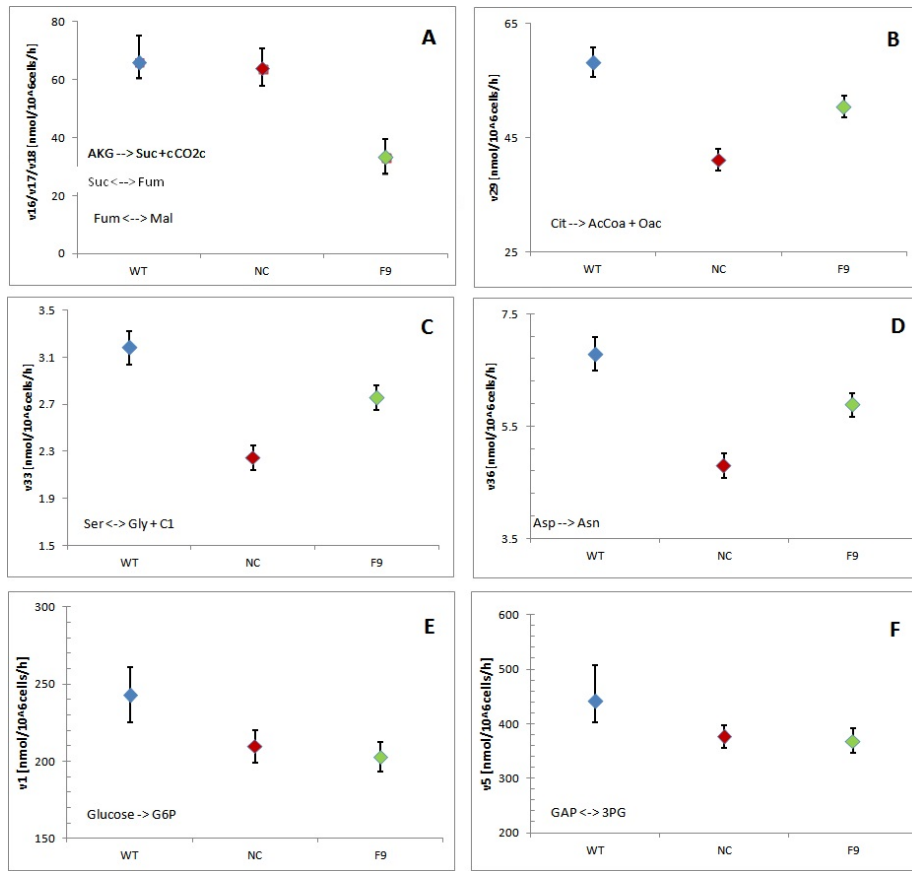 A
80
60
40
20
0
v16/v17/v18 [nmol/10^6cells/h]
AKG --> Suc+cCO2c
Suc <--> Fum
Fum <--> Mal
WT NC F9
B
65
45
25
v29 [nmol/10^6cells/h]
Cit --> AcCoa + Oac
WT NC F9
C
3.5
3.1
2.7
2.3
1.9
1.5
v33 [nmol/10^6cells/h]
Ser <-> Gly + C1
WT NC F9
D
7.5
5.5
3.5
v36 [nmol/10^6cells/h]
Asp --> Asn
WT NC F9
E
300
250
200
150
v1 [nmol/10^6cells/h]
Glucose -> G6P
WT NC F9
F
600
500
400
300
200
v5 [nmol/10^6cells/h]
GAP <-> 3PG
WT NC F9